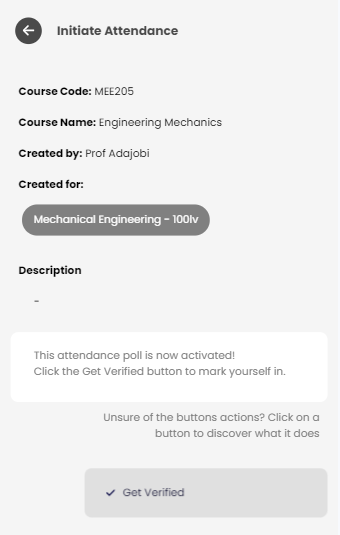 Initiate Attendance
Course Code: MEE205
Course Name: Engineering Mechanics
Created by: Prof Adajobi
Created for:
Mechanical Engineering - 100lv
Description
-
This attendance poll is now activated!
Click the Get Verified button to mark yourself in.
Unsure of the buttons actions? Click on a
button to discover what it does
Get Verified